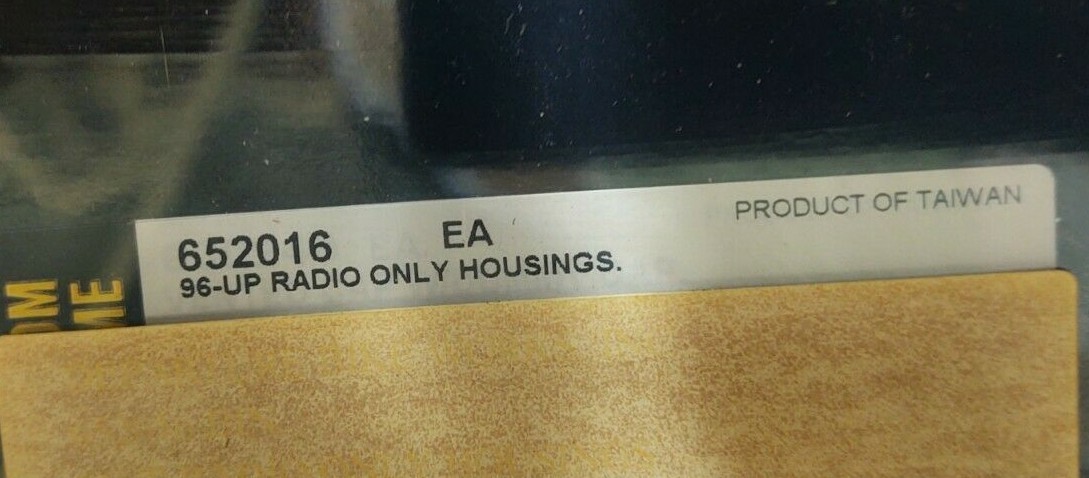 652016 EA
PRODUCT OF TAIWAN
96-UP RADIO ONLY HOUSINGS.